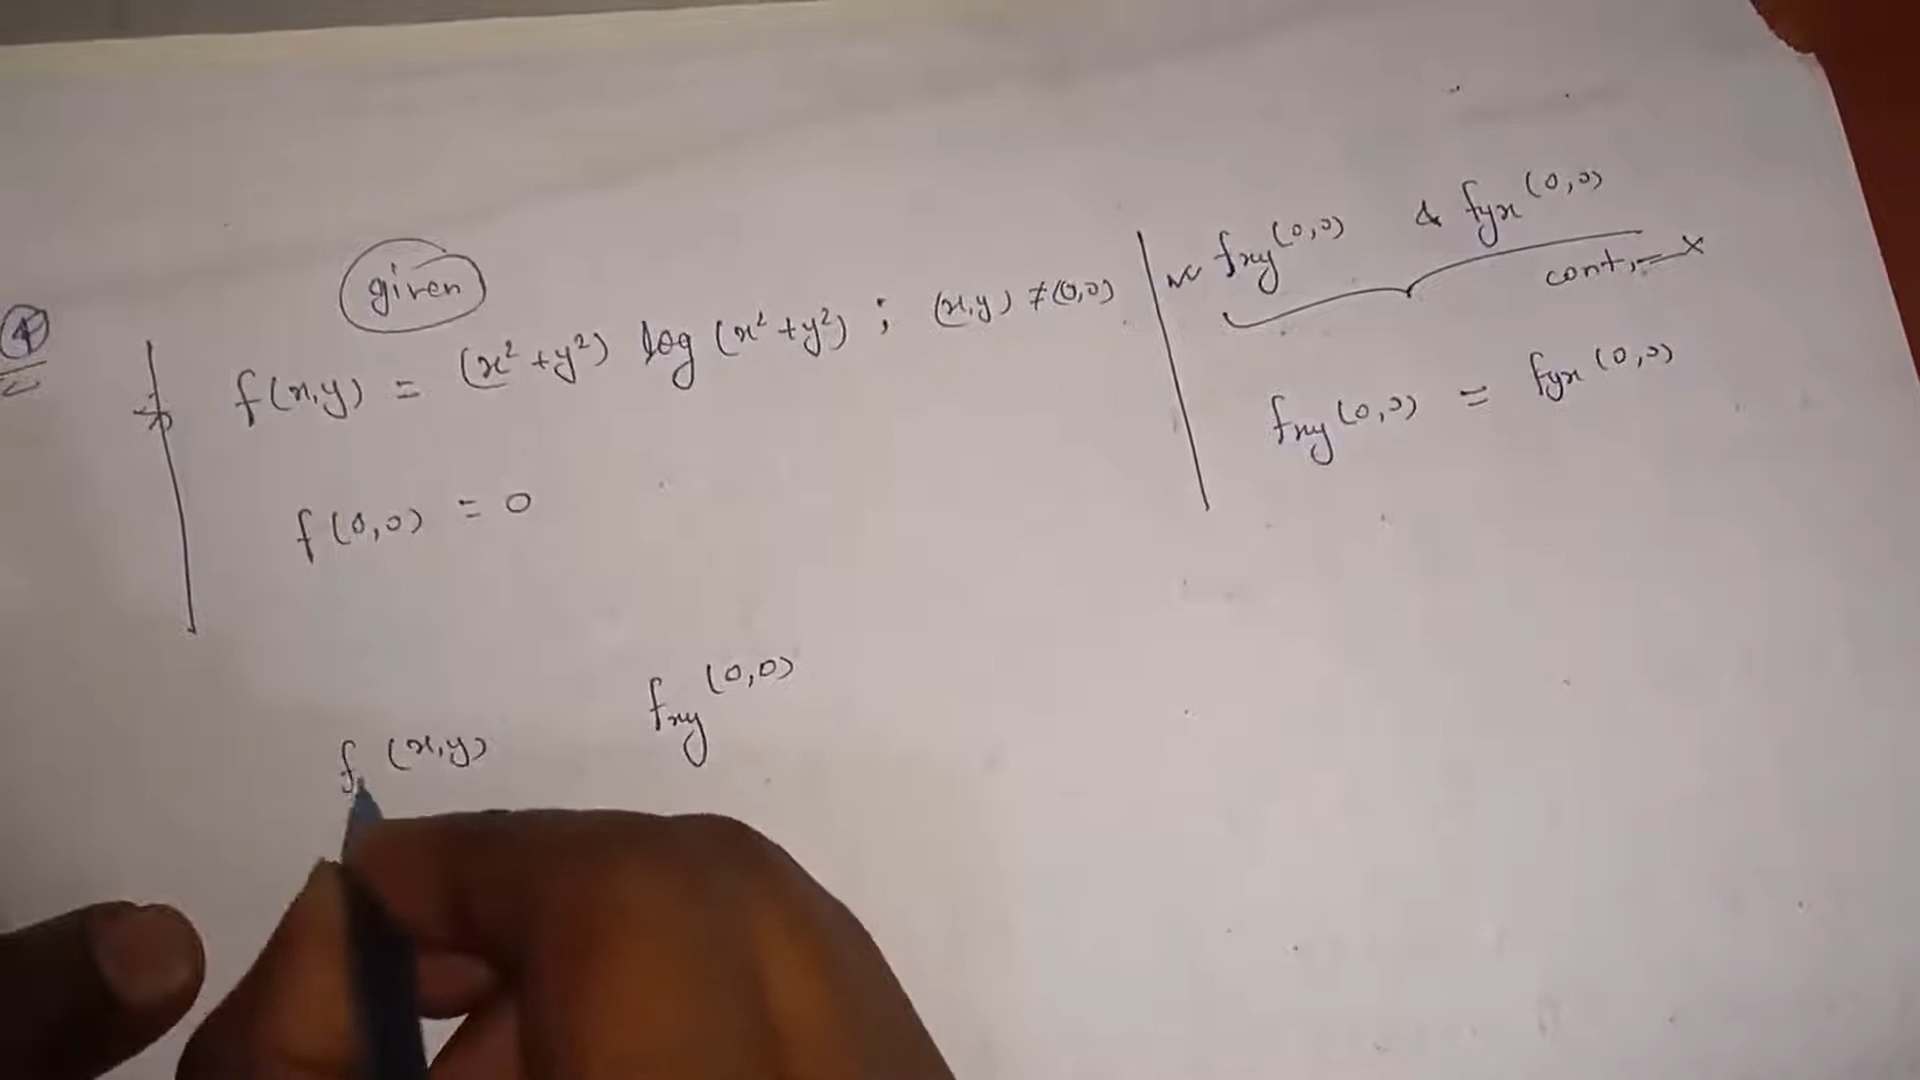 given
④
f(x,y) = (x² + y²) log (x² + y²) ; (x,y) ≠ (0,0)
f(0,0) = 0
fxy(0,0) & fyx(0,0)
cont, x
fxy(0,0) = fyx(0,0)
f (x,y)
fxy(0,0)